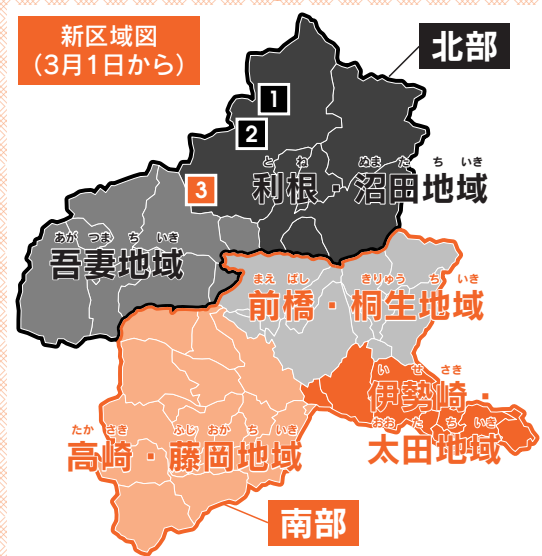 新区域図
（3月1日から）
北部
1
2
3
とね ぬまたちいき
利根・沼田地域
あがつまちいき
吾妻地域
まえばし きりゅうちいき
前橋・桐生地域
いせさき
伊勢崎・
おおたちいき
太田地域
たかさき ふじおかちいき
高崎・藤岡地域
南部